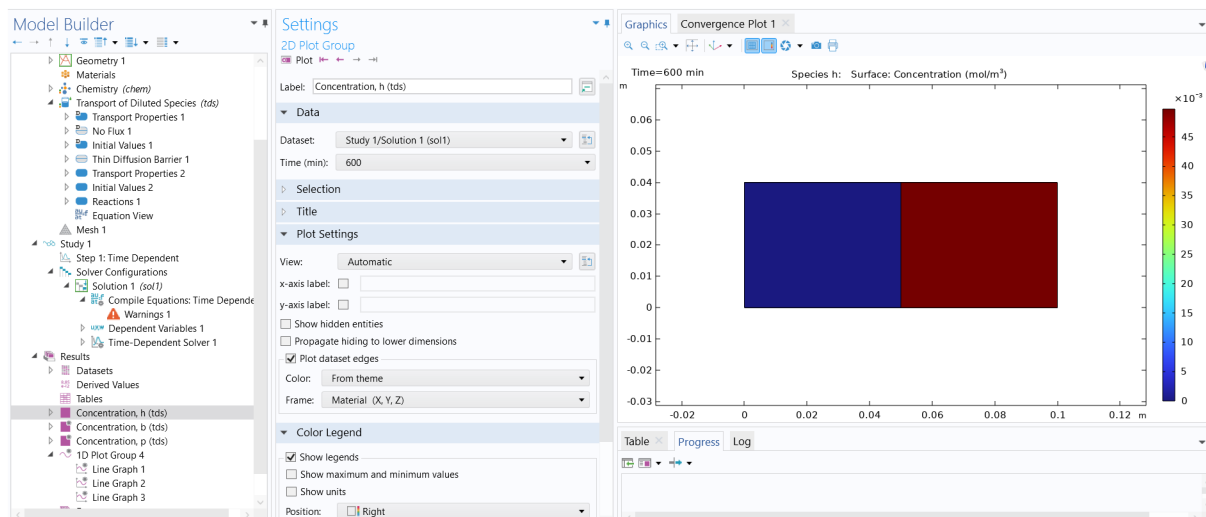 Model Builder
Geometry 1
Materials
Chemistry (chem)
Transport of Diluted Species (tds)
Transport Properties 1
No Flux 1
Initial Values 1
Thin Diffusion Barrier 1
Transport Properties 2
Initial Values 2
Reactions 1
Equation View
Mesh 1
Study 1
Step 1: Time Dependent
Solver Configurations
Solution 1 (sol1)
Compile Equations: Time Depende
Warnings 1
Dependent Variables 1
Time-Dependent Solver 1
Results
Datasets
Derived Values
Tables
Concentration, h (tds)
Concentration, b (tds)
Concentration, p (tds)
1D Plot Group 4
Line Graph 1
Line Graph 2
Line Graph 3
Settings
2D Plot Group
Plot
Label: Concentration, h (tds)
Data
Dataset: Study 1/Solution 1 (sol1)
Time (min): 600
Selection
Title
Plot Settings
View: Automatic
x-axis label:
y-axis label:
Show hidden entities
Propagate hiding to lower dimensions
Plot dataset edges
Color: From theme
Frame: Material (X, Y, Z)
Color Legend
Show legends
Show maximum and minimum values
Show units
Position: Right
Graphics Convergence Plot 1
Time=600 min Species h: Surface: Concentration (mol/m³)
m
×10⁻³
0.06
0.05
0.04
0.03
0.02
0.01
0
-0.01
-0.02
-0.03
-0.02 0 0.02 0.04 0.06 0.08 0.1 0.12 m
45
40
35
30
25
20
15
10
5
0
Table Progress Log